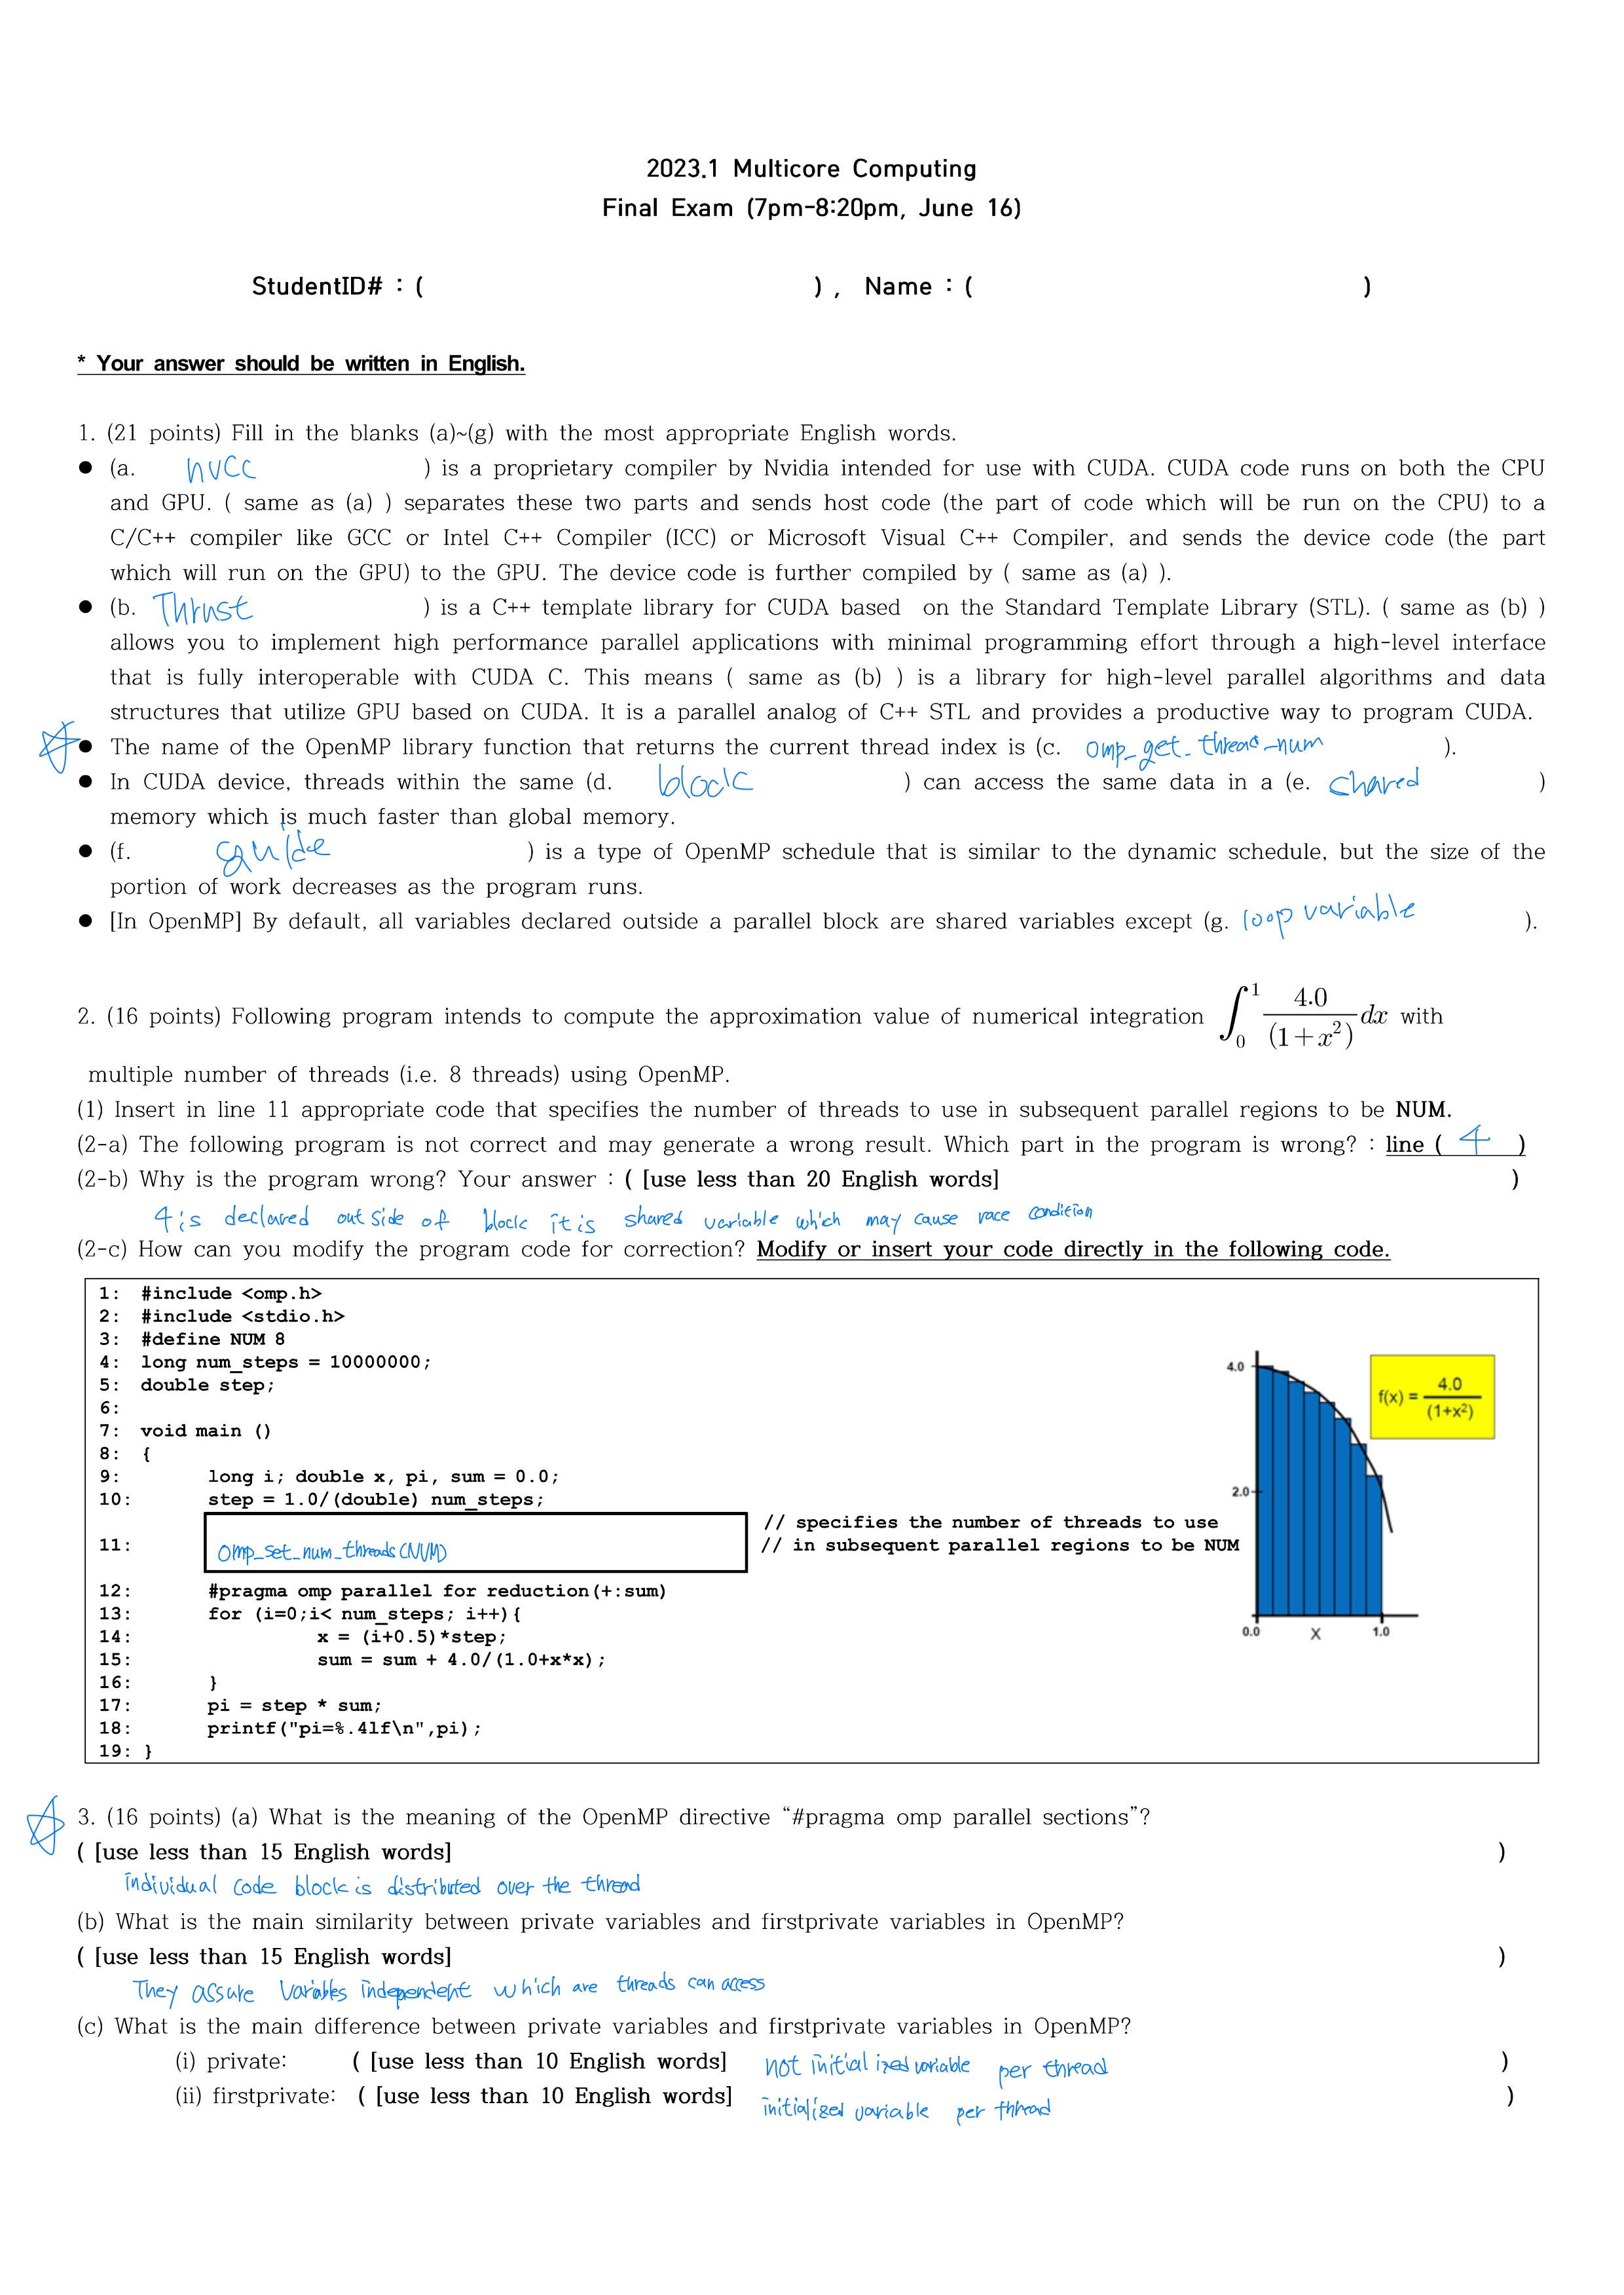 2023.1 Multicore Computing
Final Exam (7pm-8:20pm, June 16)
StudentID# : ( ) , Name : ( )
* Your answer should be written in English.
1. (21 points) Fill in the blanks (a)~(g) with the most appropriate English words.
● (a. nvcc ) is a proprietary compiler by Nvidia intended for use with CUDA. CUDA code runs on both the CPU
and GPU. ( same as (a) ) separates these two parts and sends host code (the part of code which will be run on the CPU) to a
C/C++ compiler like GCC or Intel C++ Compiler (ICC) or Microsoft Visual C++ Compiler, and sends the device code (the part
which will run on the GPU) to the GPU. The device code is further compiled by ( same as (a) ).
● (b. Thrust ) is a C++ template library for CUDA based on the Standard Template Library (STL). ( same as (b) )
allows you to implement high performance parallel applications with minimal programming effort through a high-level interface
that is fully interoperable with CUDA C. This means ( same as (b) ) is a library for high-level parallel algorithms and data
structures that utilize GPU based on CUDA. It is a parallel analog of C++ STL and provides a productive way to program CUDA.
● The name of the OpenMP library function that returns the current thread index is (c. omp_get_thread_num ).
● In CUDA device, threads within the same (d. block ) can access the same data in a (e. shared )
memory which is much faster than global memory.
● (f. guide ) is a type of OpenMP schedule that is similar to the dynamic schedule, but the size of the
portion of work decreases as the program runs.
● [In OpenMP] By default, all variables declared outside a parallel block are shared variables except (g. loop variable ).
2. (16 points) Following program intends to compute the approximation value of numerical integration ∫₀¹ 4.0/(1+x²) dx with
multiple number of threads (i.e. 8 threads) using OpenMP.
(1) Insert in line 11 appropriate code that specifies the number of threads to use in subsequent parallel regions to be NUM.
(2-a) The following program is not correct and may generate a wrong result. Which part in the program is wrong? : line ( 4 )
(2-b) Why is the program wrong? Your answer : ( [use less than 20 English words] )
4 is declared out side of block it is shared variable which may cause race condition
(2-c) How can you modify the program code for correction? Modify or insert your code directly in the following code.
1: #include <omp.h>
2: #include <stdio.h>
3: #define NUM 8
4: long num_steps = 10000000;
5: double step;
6:
7: void main ()
8: {
9: long i; double x, pi, sum = 0.0;
10: step = 1.0/(double) num_steps;
11: omp_set_num_threads(NUM)
// specifies the number of threads to use
// in subsequent parallel regions to be NUM
12: #pragma omp parallel for reduction(+:sum)
13: for (i=0;i< num_steps; i++){
14: x = (i+0.5)*step;
15: sum = sum + 4.0/(1.0+x*x);
16: }
17: pi = step * sum;
18: printf("pi=%.4lf\n",pi);
19: }
4.0
f(x) = 4.0/(1+x²)
2.0
0.0 X 1.0
3. (16 points) (a) What is the meaning of the OpenMP directive “#pragma omp parallel sections”?
( [use less than 15 English words] )
individual code block is distributed over the thread
(b) What is the main similarity between private variables and firstprivate variables in OpenMP?
( [use less than 15 English words] )
They assure variables independent which are threads can access
(c) What is the main difference between private variables and firstprivate variables in OpenMP?
(i) private: ( [use less than 10 English words] not initialized variable per thread )
(ii) firstprivate: ( [use less than 10 English words] initialized variable per thread )